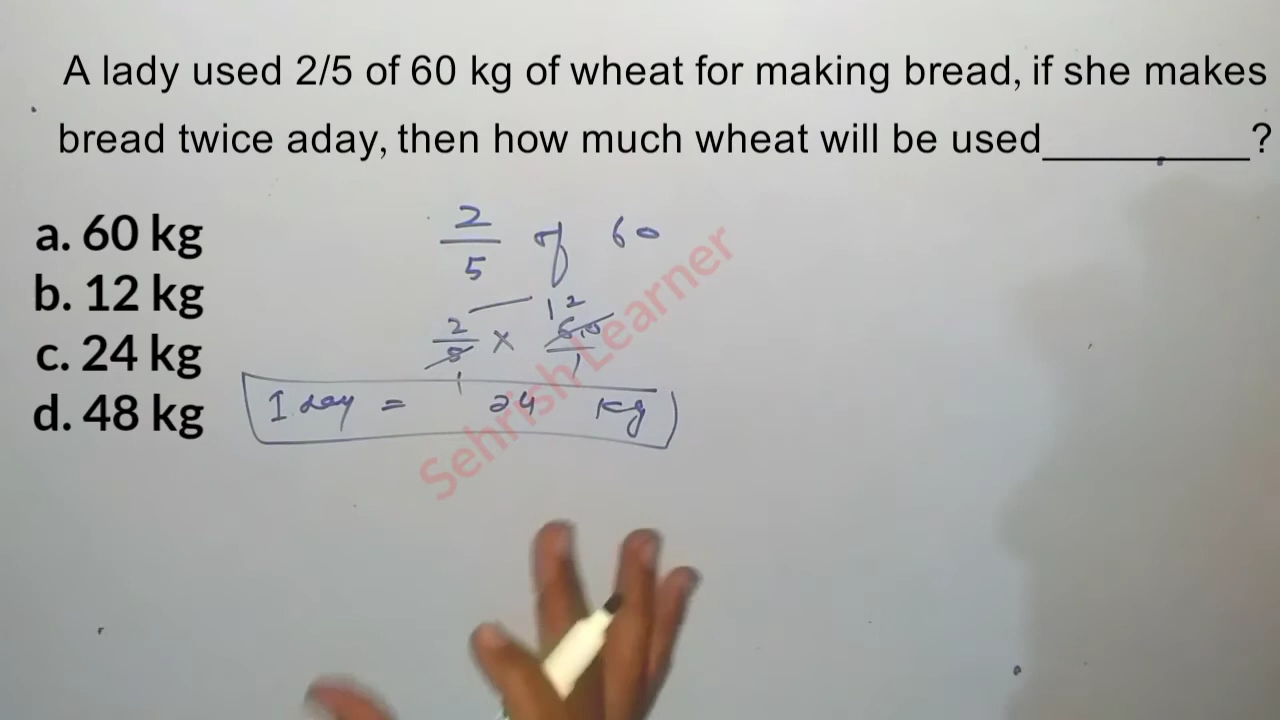 A lady used 2/5 of 60 kg of wheat for making bread, if she makes
bread twice aday, then how much wheat will be used__________?
a. 60 kg
b. 12 kg
c. 24 kg
d. 48 kg
2/5 of 60
2/5 × 60/1
12
1
1 day = 24 kg
Sehrish Learner